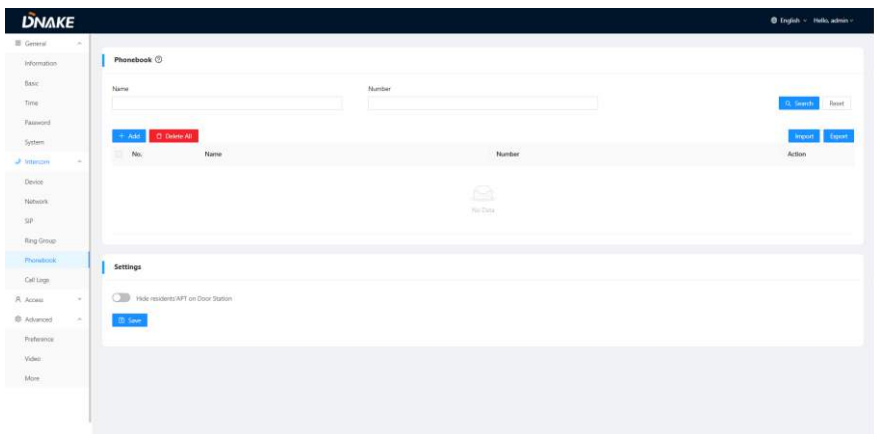 DNAKE
English
Hello, admin
General
Information
Basic
Time
Password
System
Intercom
Device
Network
SIP
Ring Group
Phonebook
Call Logs
Access
Advanced
Preference
Video
More
Phonebook
Name
Number
Search
Reset
+ Add
Delete All
Import
Export
No.
Name
Number
Action
No Data
Settings
Hide residents/APT on Door Station
Save